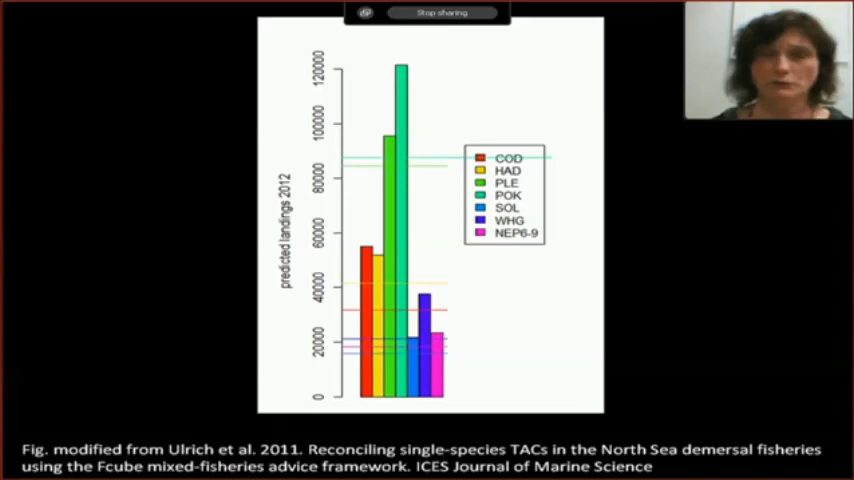 Stop sharing
predicted landings 2012
120000
100000
80000
60000
40000
20000
0
COD
HAD
PLE
POK
SOL
WHG
NEP6-9
Fig. modified from Ulrich et al. 2011. Reconciling single-species TACs in the North Sea demersal fisheries
using the Fcube mixed-fisheries advice framework. ICES Journal of Marine Science